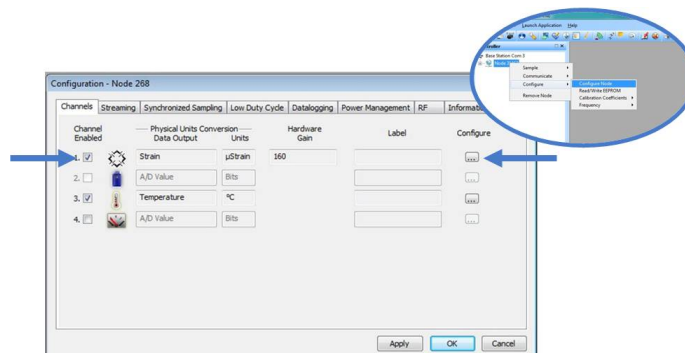 Launch Application Help
Base Station Com 3
Sample
Communicate
Configure
Remove Node
Configure Node
Read/Write EEPROM
Calibration Coefficients
Frequency
Configuration - Node 268
Channels Streaming Synchronized Sampling Low Duty Cycle Datalogging Power Management RF
Channel Enabled
Physical Units Conversion
Data Output Units
Hardware Gain
Label
Configure
1. Strain µStrain 160 ...
2. A/D Value Bits ...
3. Temperature °C ...
4. A/D Value Bits ...
Apply OK Cancel